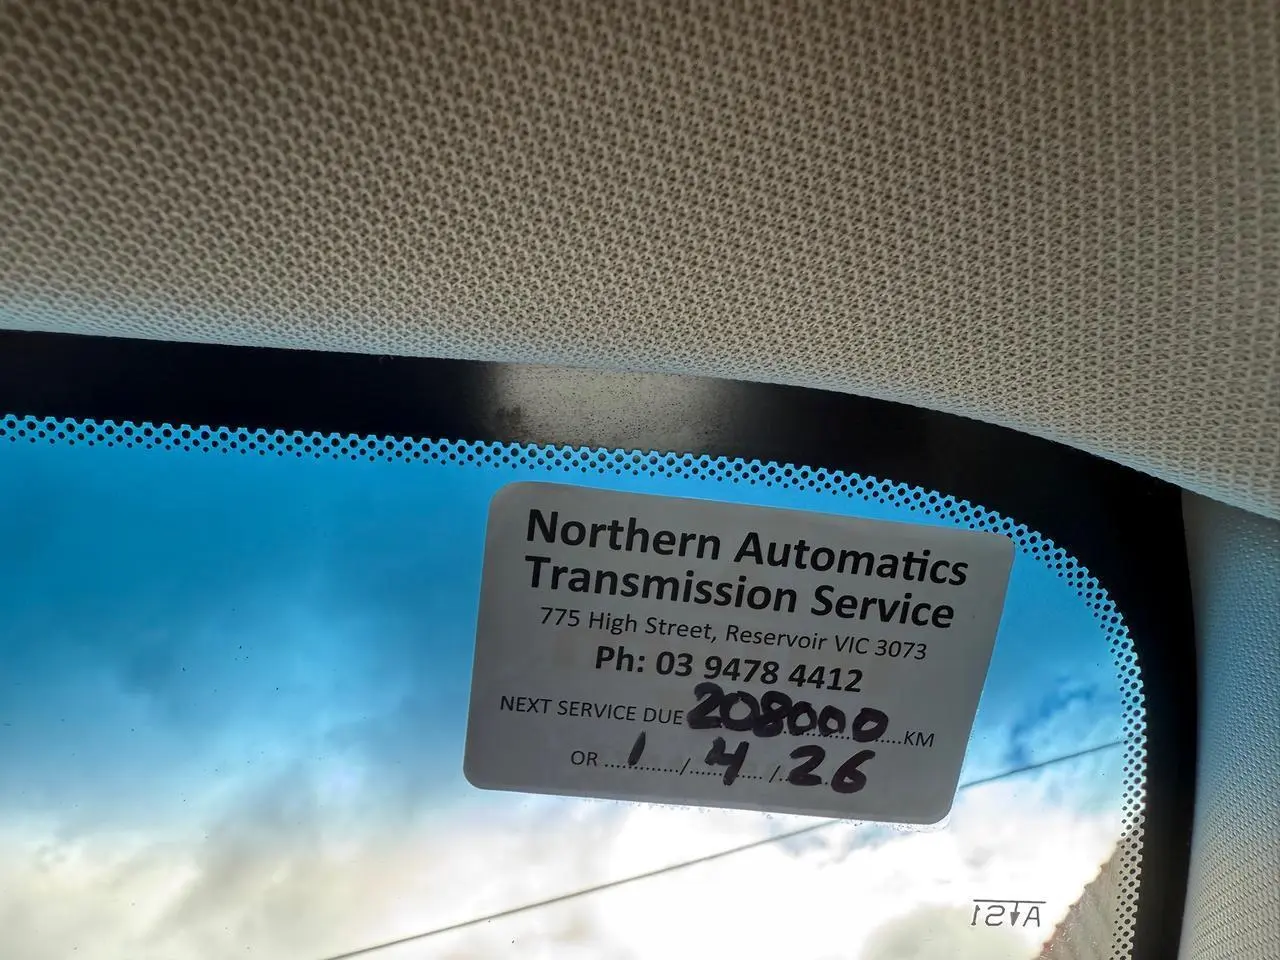 Northern Automatics
Transmission Service
775 High Street, Reservoir VIC 3073
Ph: 03 9478 4412
NEXT SERVICE DUE 208000 KM
OR 1 / 4 / 26
AS1